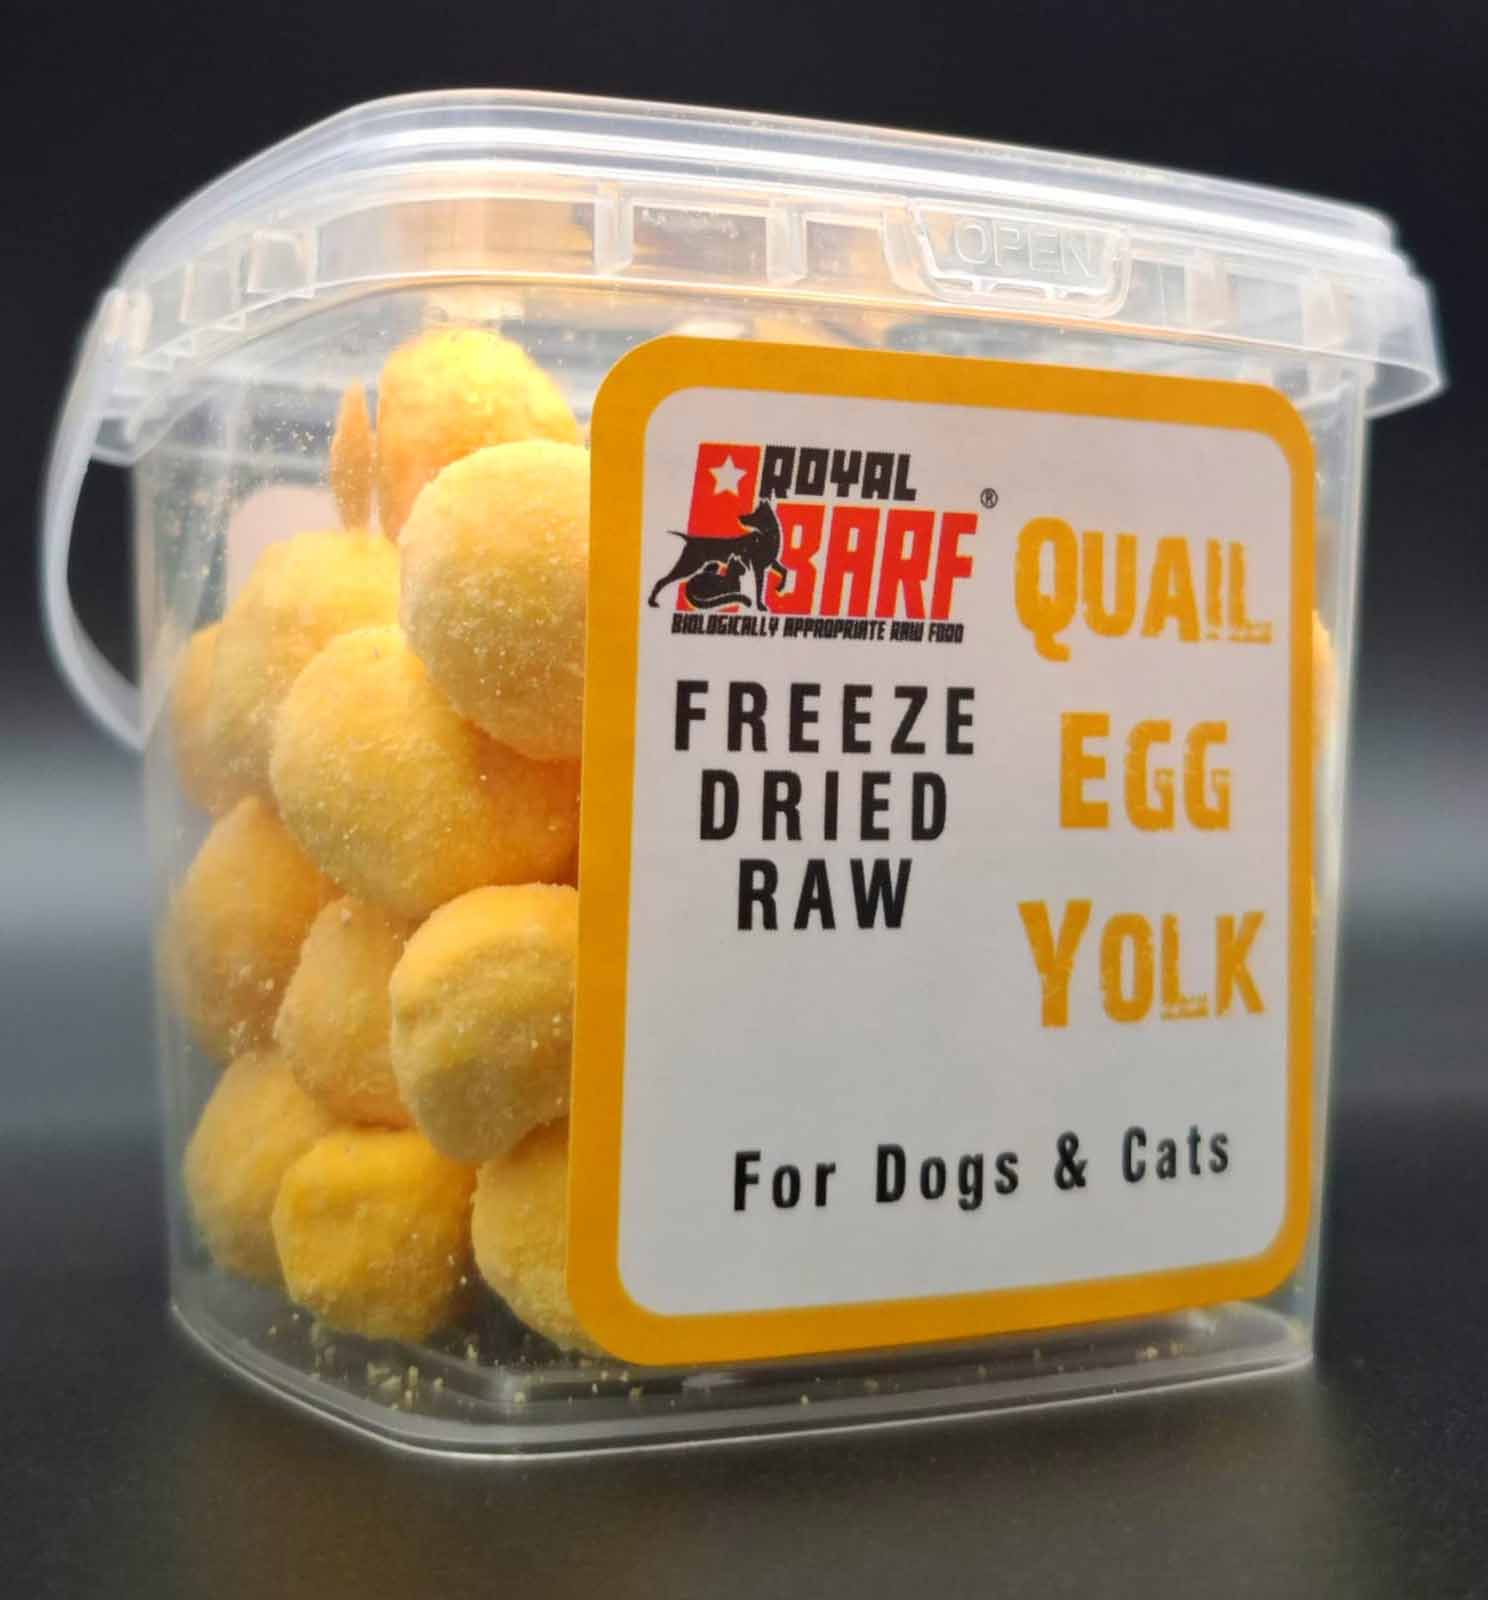 OPEN
ROYAL
BARF®
BIOLOGICALLY APPROPRIATE RAW FOOD
FREEZE
DRIED
RAW
QUAIL
EGG
YOLK
For Dogs & Cats